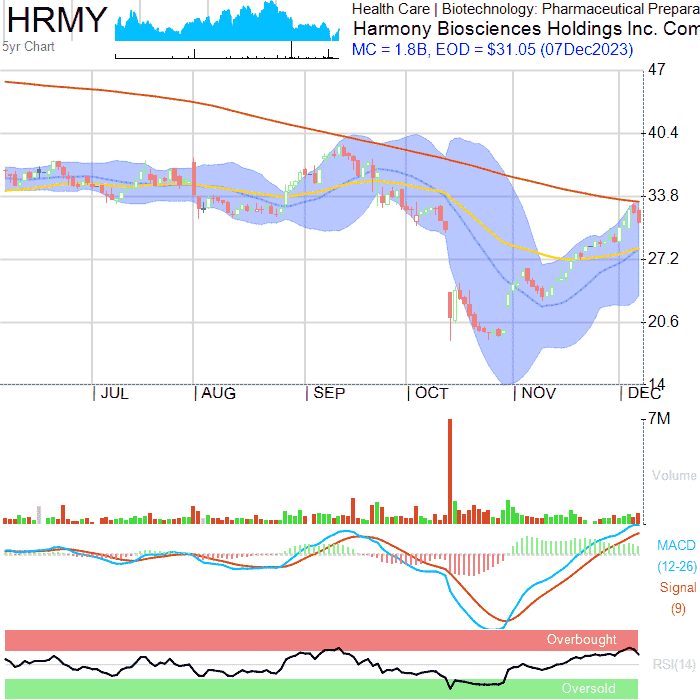 HRMY
5yr Chart
Health Care | Biotechnology: Pharmaceutical Prepara
Harmony Biosciences Holdings Inc. Com
MC = 1.8B, EOD = $31.05 (07Dec2023)
47
40.4
33.8
27.2
20.6
14
JUL AUG SEP OCT NOV DEC
7M
Volume
MACD
(12-26)
Signal
(9)
Overbought
RSI(14)
Oversold